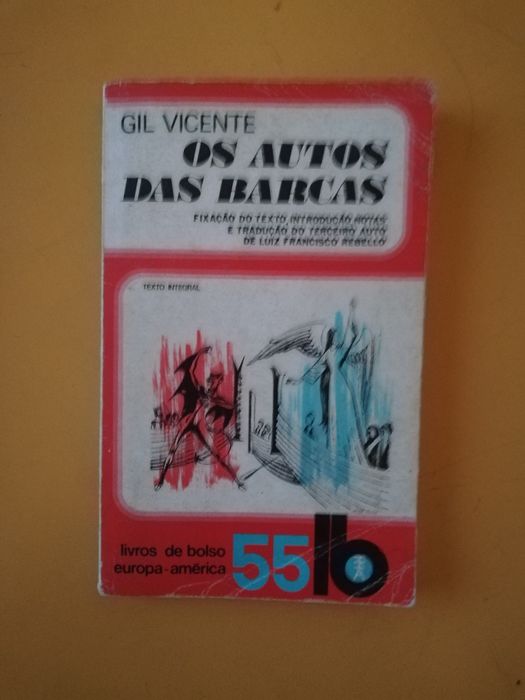 GIL VICENTE
OS AUTOS
DAS BARCAS
FIXAÇÃO DO TEXTO, INTRODUÇÃO, NOTAS
E TRADUÇÃO DO TERCEIRO AUTO
DE LUIZ FRANCISCO REBELLO
TEXTO INTEGRAL
livros de bolso
europa-américa
55 lb